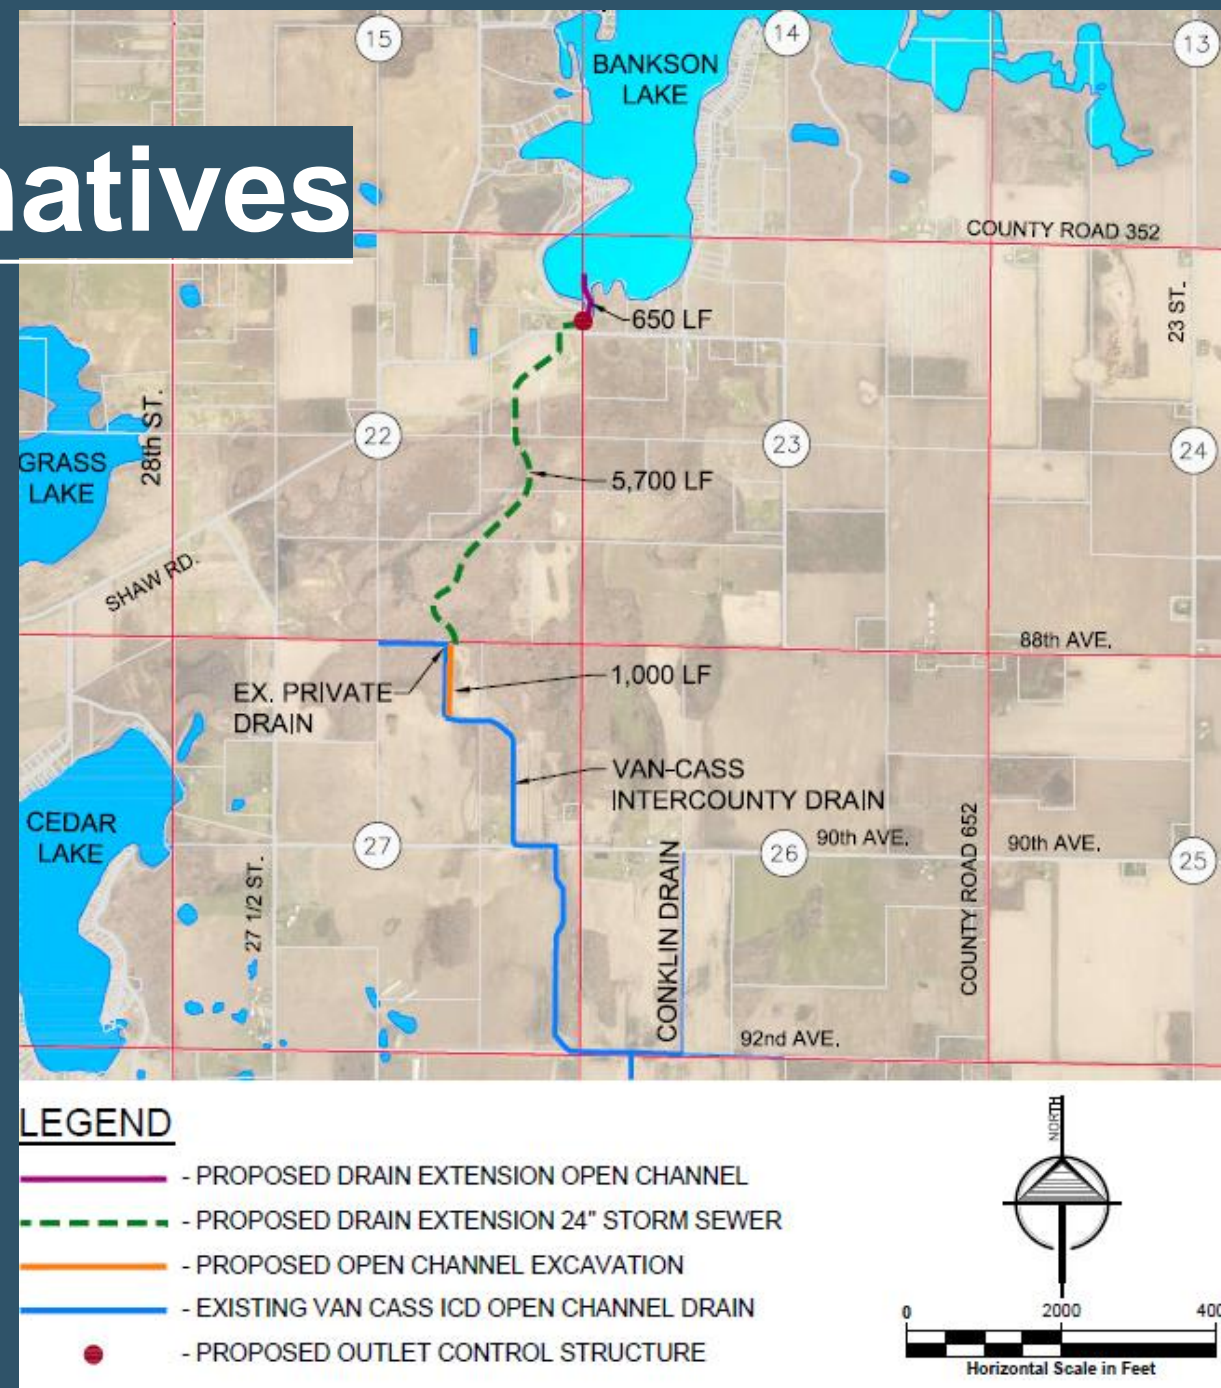 natives
15
14
13
BANKSON
LAKE
COUNTY ROAD 352
23 ST.
650 LF
28th ST.
22
23
24
GRASS
LAKE
5,700 LF
SHAW RD.
88th AVE.
EX. PRIVATE
DRAIN
1,000 LF
VAN-CASS
INTERCOUNTY DRAIN
CEDAR
LAKE
27
26
90th AVE.
90th AVE.
25
27 1/2 ST.
CONKLIN DRAIN
COUNTY ROAD 652
92nd AVE.
LEGEND
- PROPOSED DRAIN EXTENSION OPEN CHANNEL
- PROPOSED DRAIN EXTENSION 24" STORM SEWER
- PROPOSED OPEN CHANNEL EXCAVATION
- EXISTING VAN CASS ICD OPEN CHANNEL DRAIN
- PROPOSED OUTLET CONTROL STRUCTURE
NORTH
0 2000 400
Horizontal Scale in Feet